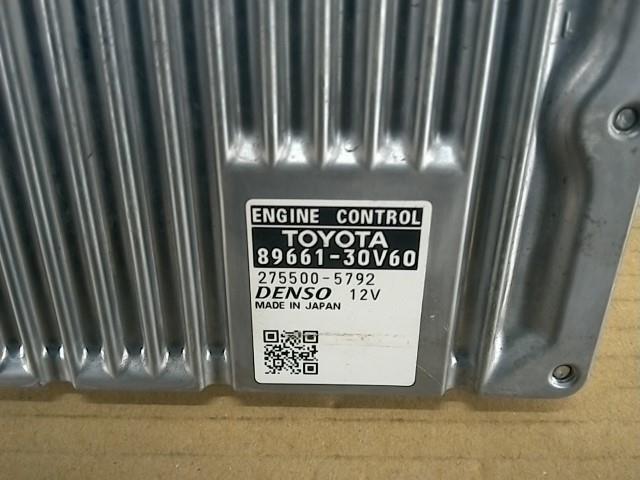 ENGINE CONTROL
TOYOTA
89661-30V60
275500-5792
DENSO 12V
MADE IN JAPAN